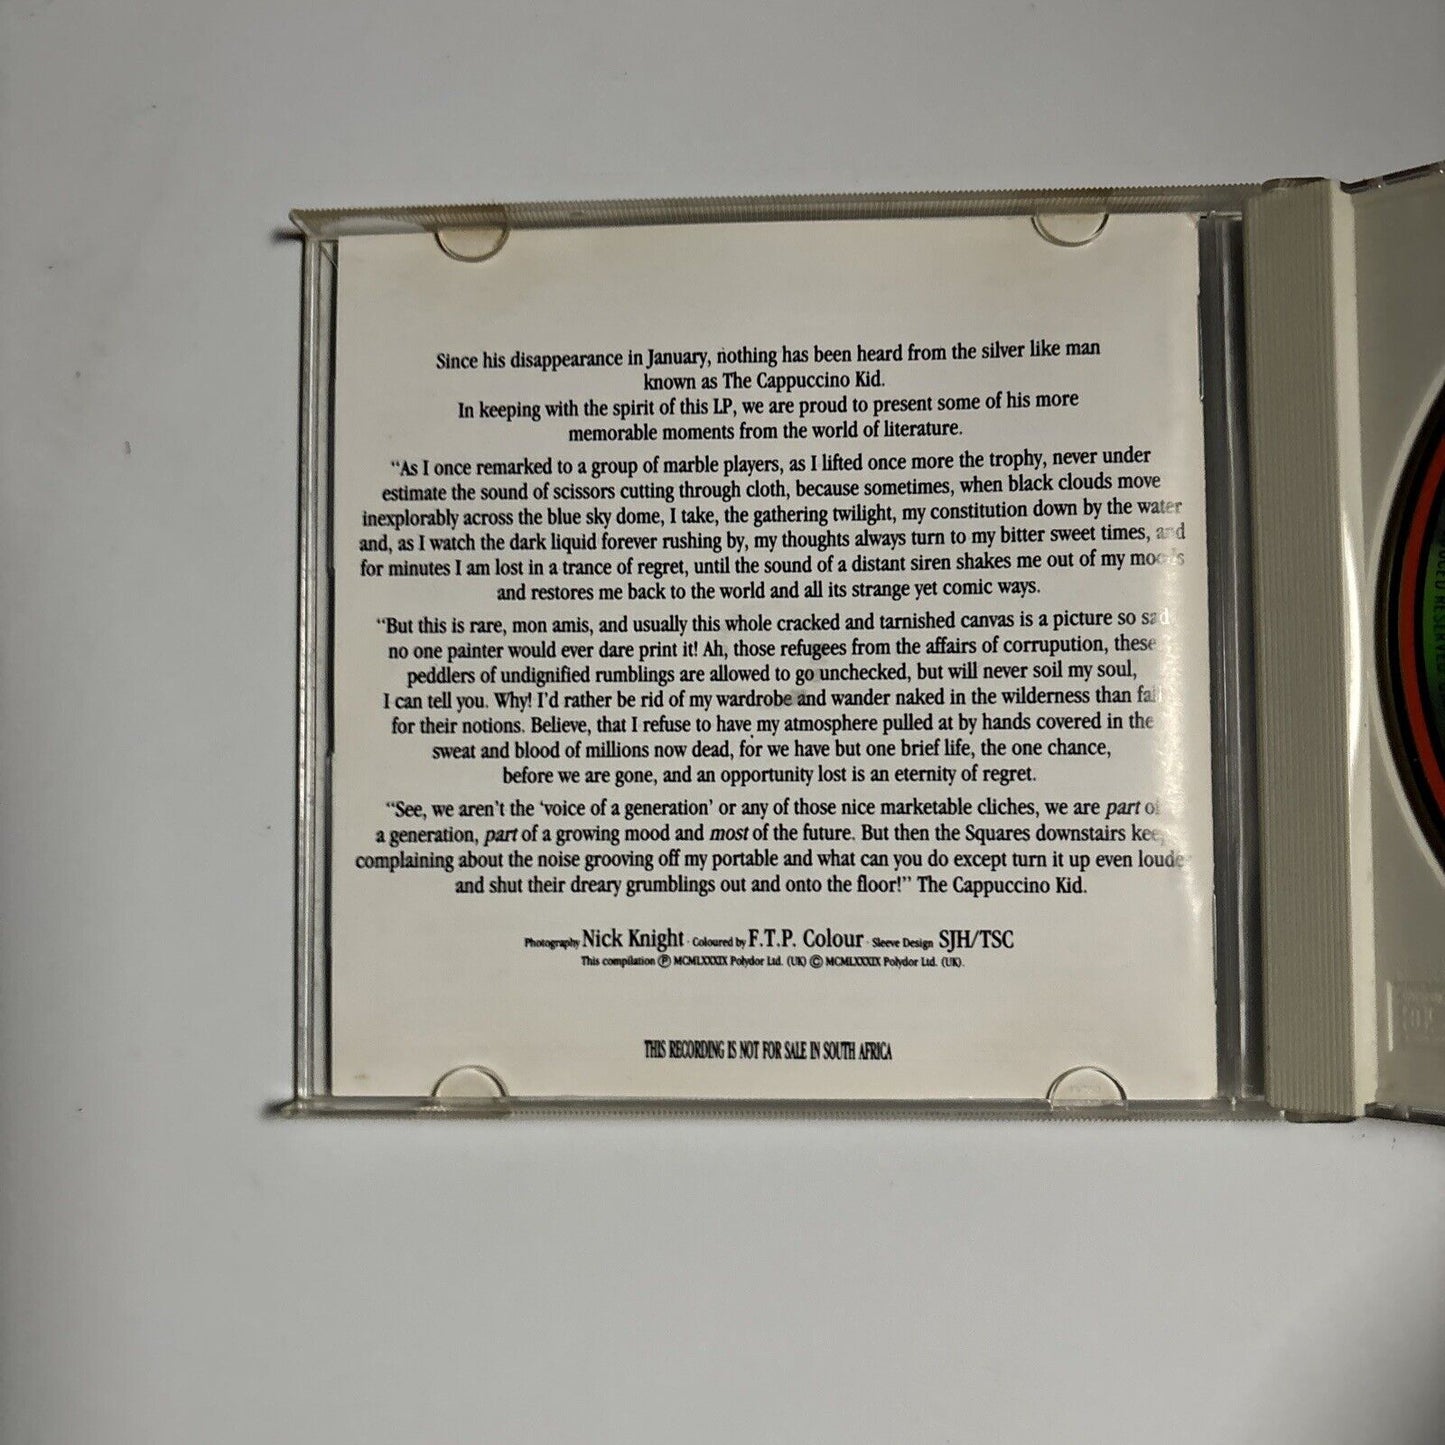 Since his disappearance in January, nothing has been heard from the silver like man
known as The Cappuccino Kid.
In keeping with the spirit of this LP, we are proud to present some of his more
memorable moments from the world of literature.
“As I once remarked to a group of marble players, as I lifted once more the trophy, never under
estimate the sound of scissors cutting through cloth, because sometimes, when black clouds move
inexplorably across the blue sky dome, I take, the gathering twilight, my constitution down by the water
and, as I watch the dark liquid forever rushing by, my thoughts always turn to my bitter sweet times, and
for minutes I am lost in a trance of regret, until the sound of a distant siren shakes me out of my moods
and restores me back to the world and all its strange yet comic ways.
“But this is rare, mon amis, and usually this whole cracked and tarnished canvas is a picture so sad
no one painter would ever dare print it! Ah, those refugees from the affairs of corrupution, these
peddlers of undignified rumblings are allowed to go unchecked, but will never soil my soul,
I can tell you. Why! I’d rather be rid of my wardrobe and wander naked in the wilderness than fall
for their notions. Believe, that I refuse to have my atmosphere pulled at by hands covered in the
sweat and blood of millions now dead, for we have but one brief life, the one chance,
before we are gone, and an opportunity lost is an eternity of regret.
“See, we aren’t the ‘voice of a generation’ or any of those nice marketable cliches, we are part of
a generation, part of a growing mood and most of the future. But then the Squares downstairs keep
complaining about the noise grooving off my portable and what can you do except turn it up even louder
and shut their dreary grumblings out and onto the floor!” The Cappuccino Kid.
Photography Nick Knight · Coloured by F.T.P. Colour · Sleeve Design SJH/TSC
This compilation Ⓟ MCMLXXXIX Polydor Ltd. (UK) © MCMLXXXIX Polydor Ltd. (UK).
THIS RECORDING IS NOT FOR SALE IN SOUTH AFRICA
RESERVED